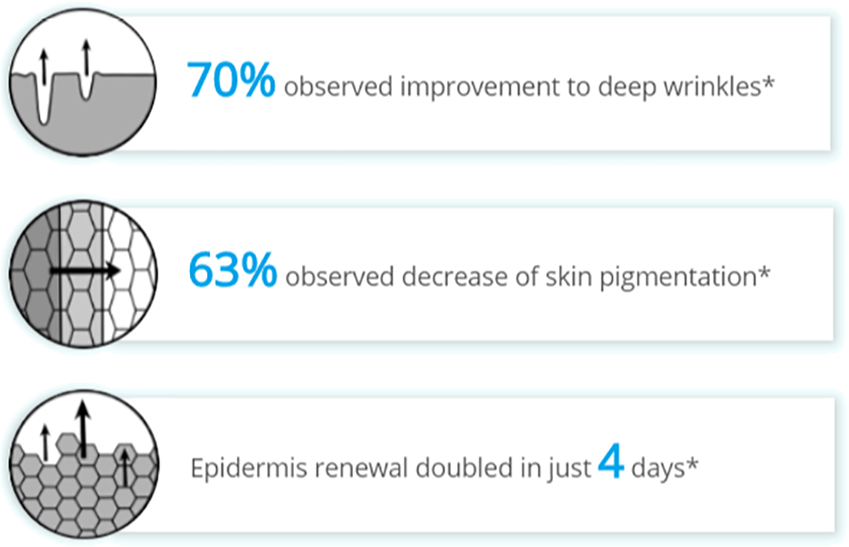 70% observed improvement to deep wrinkles*
63% observed decrease of skin pigmentation*
Epidermis renewal doubled in just 4 days*